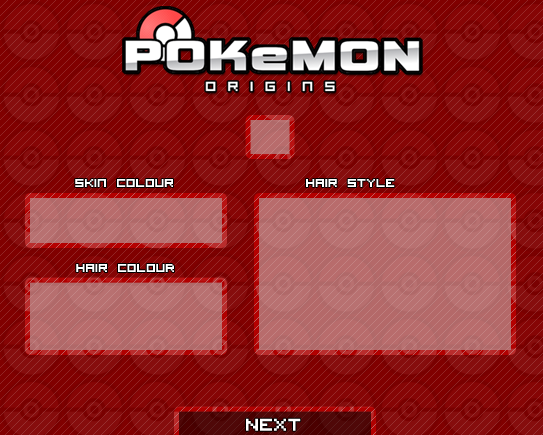 POKeMON
ORIGINS
SKIN COLOUR
HAIR STYLE
HAIR COLOUR
NEXT